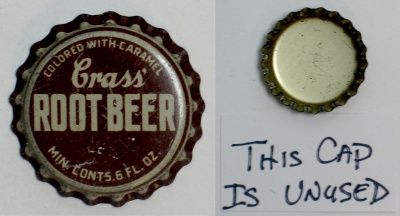 COLORED WITH CARAMEL
Crass'
ROOT BEER
MIN. CONTS. 6 FL. OZ.
THIS CAP
IS UNUSED